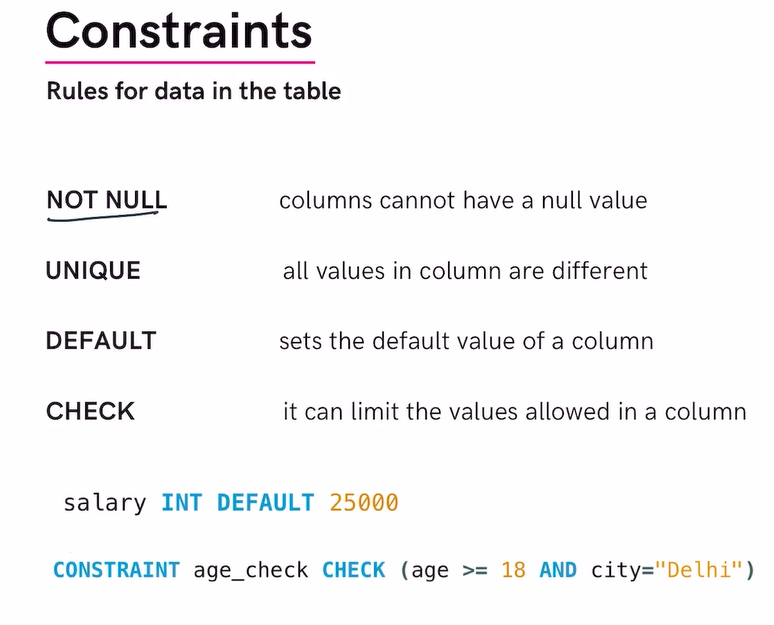 Constraints
Rules for data in the table
NOT NULL columns cannot have a null value
UNIQUE all values in column are different
DEFAULT sets the default value of a column
CHECK it can limit the values allowed in a column
salary INT DEFAULT 25000
CONSTRAINT age_check CHECK (age >= 18 AND city="Delhi")